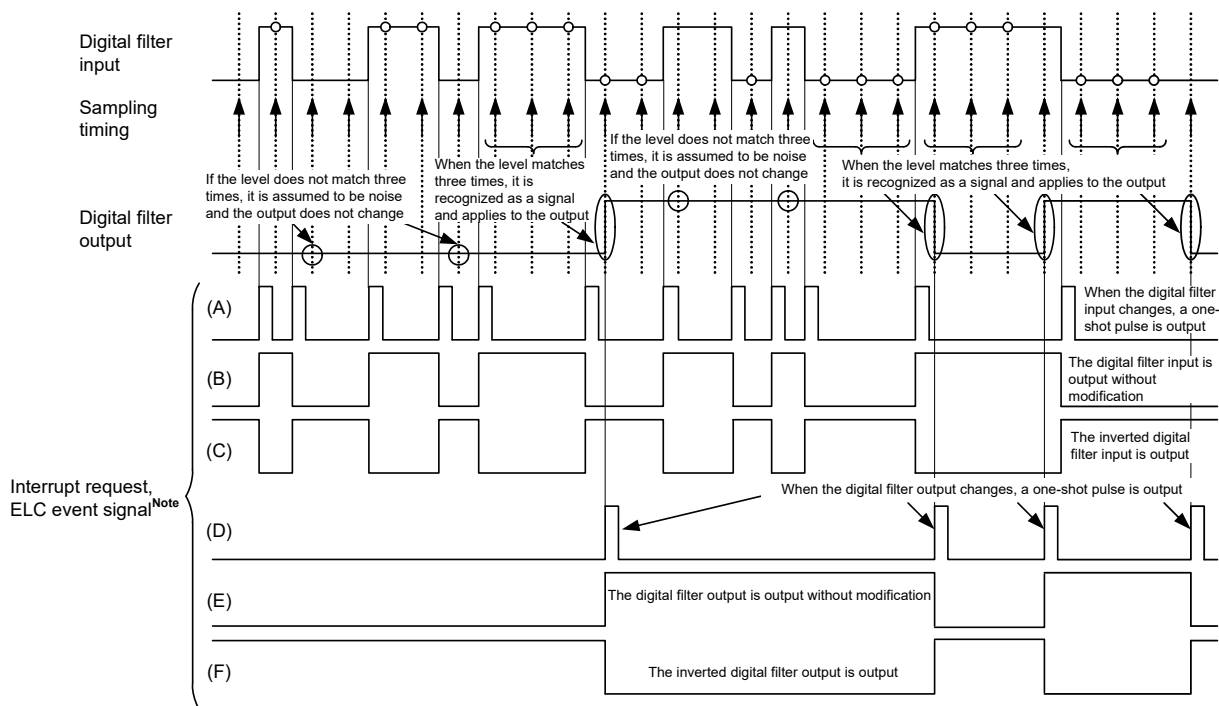 Digital filter
input
Sampling
timing
If the level does not match three
times, it is assumed to be noise
and the output does not change
When the level matches
three times, it is
recognized as a signal
and applies to the output
If the level does not match three
times, it is assumed to be noise
and the output does not change
When the level matches three times,
it is recognized as a signal and applies to the output
Digital filter
output
(A)
When the digital filter
input changes, a one-
shot pulse is output
(B)
The digital filter input is
output without
modification
(C)
The inverted digital
filter input is output
Interrupt request,
ELC event signalNote
When the digital filter output changes, a one-shot pulse is output
(D)
(E)
The digital filter output is output without modification
(F)
The inverted digital filter output is output